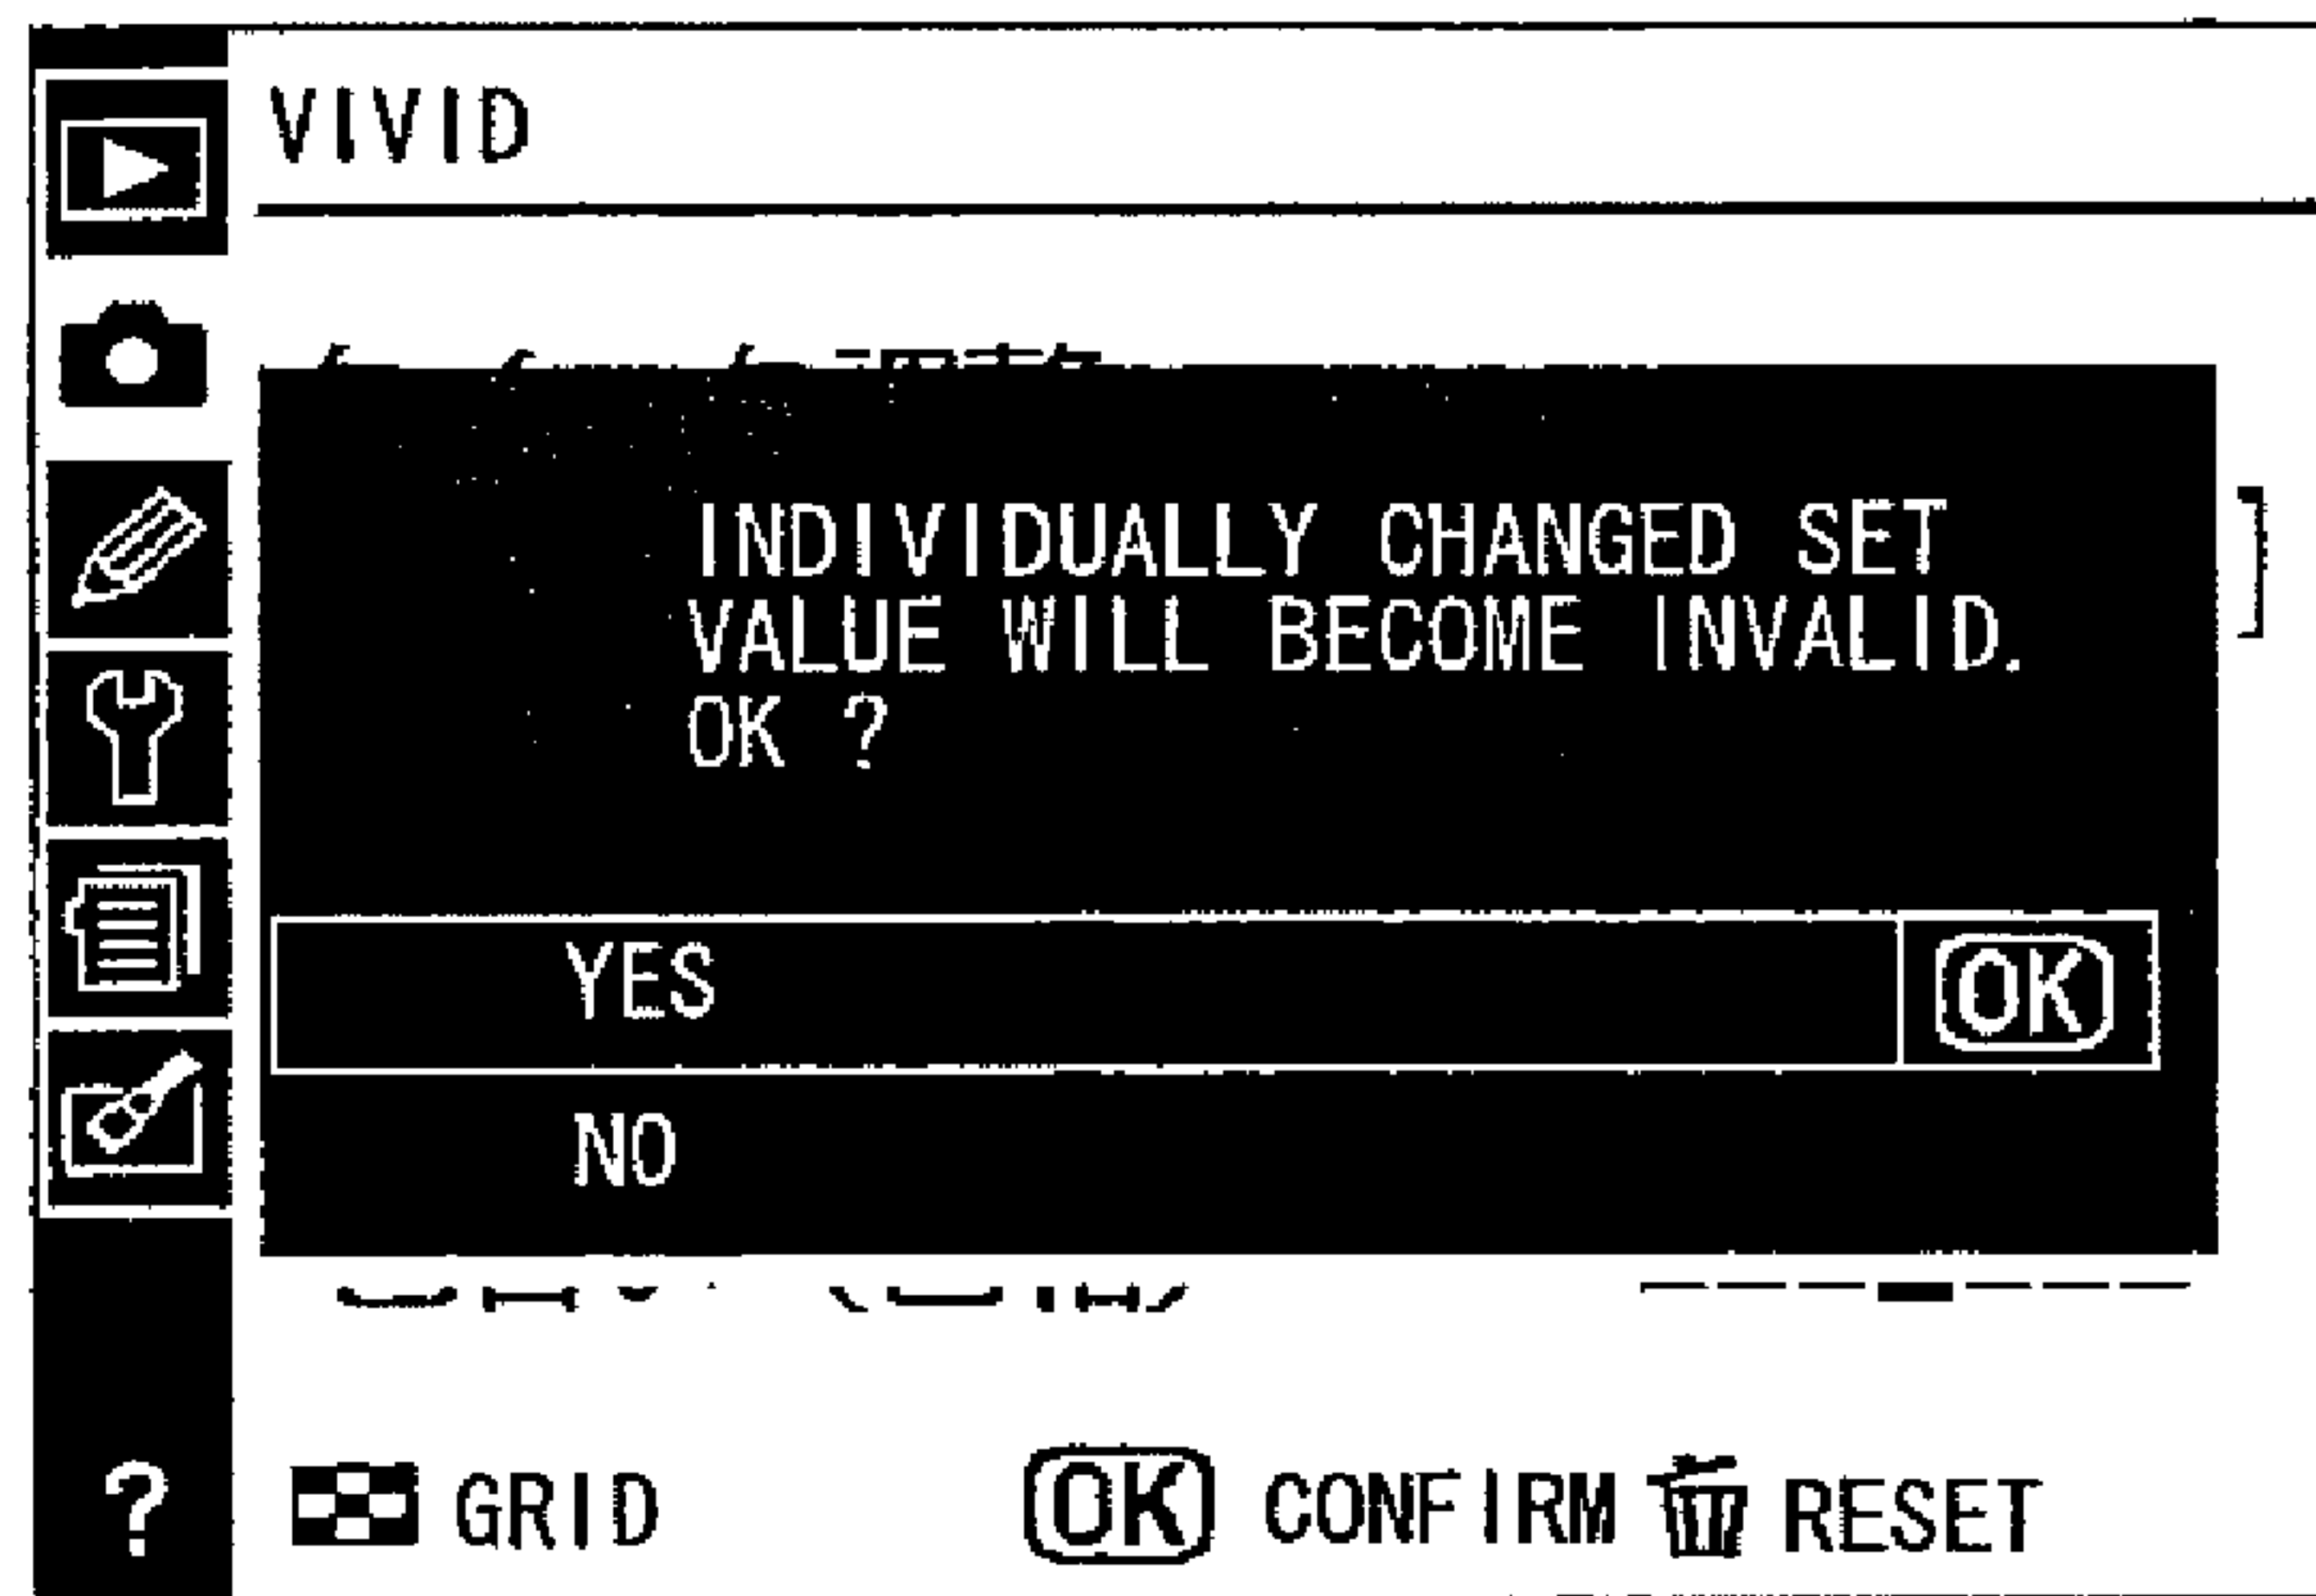 VIVID
INDIVIDUALLY CHANGED SET
VALUE WILL BECOME INVALID.
OK ?
YES OK
NO
? GRID OK CONFIRM RESET